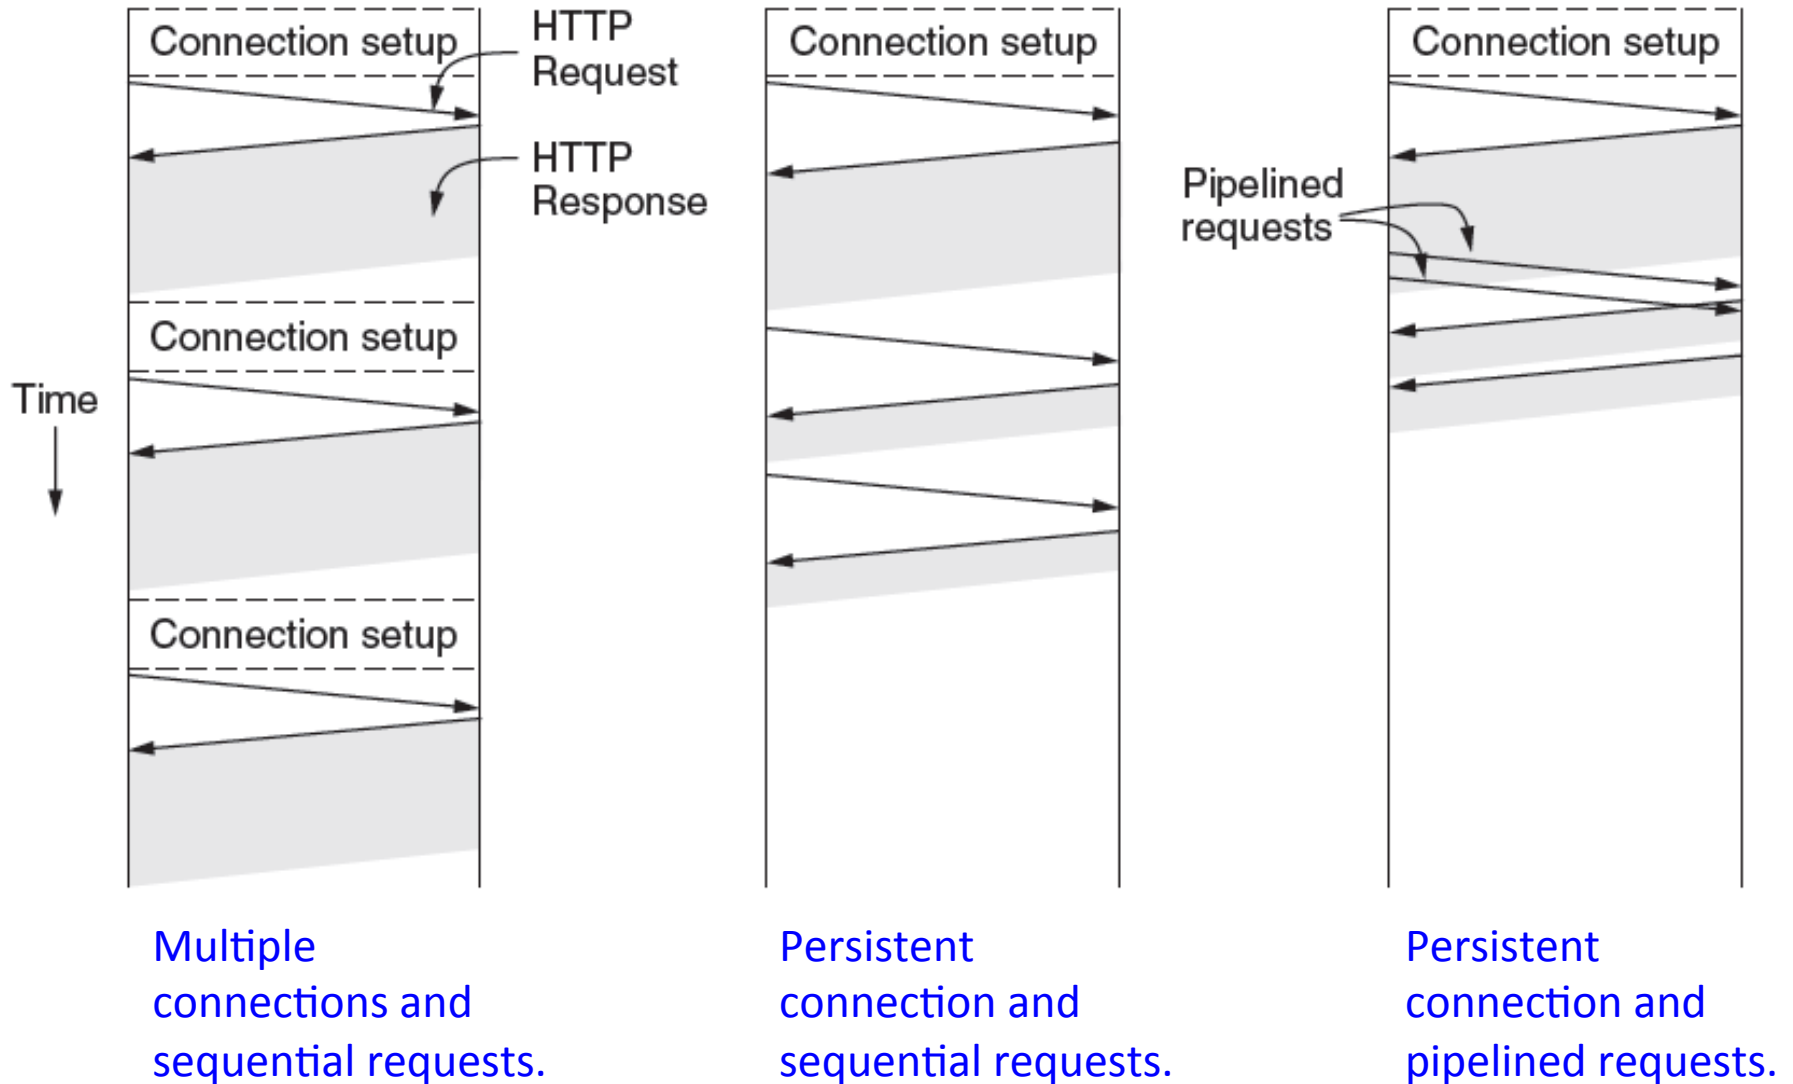 Connection setup
HTTP
Request
HTTP
Response
Connection setup
Connection setup
Time
Connection setup
Connection setup
Pipelined
requests
Multiple
connections and
sequential requests.
Persistent
connection and
sequential requests.
Persistent
connection and
pipelined requests.